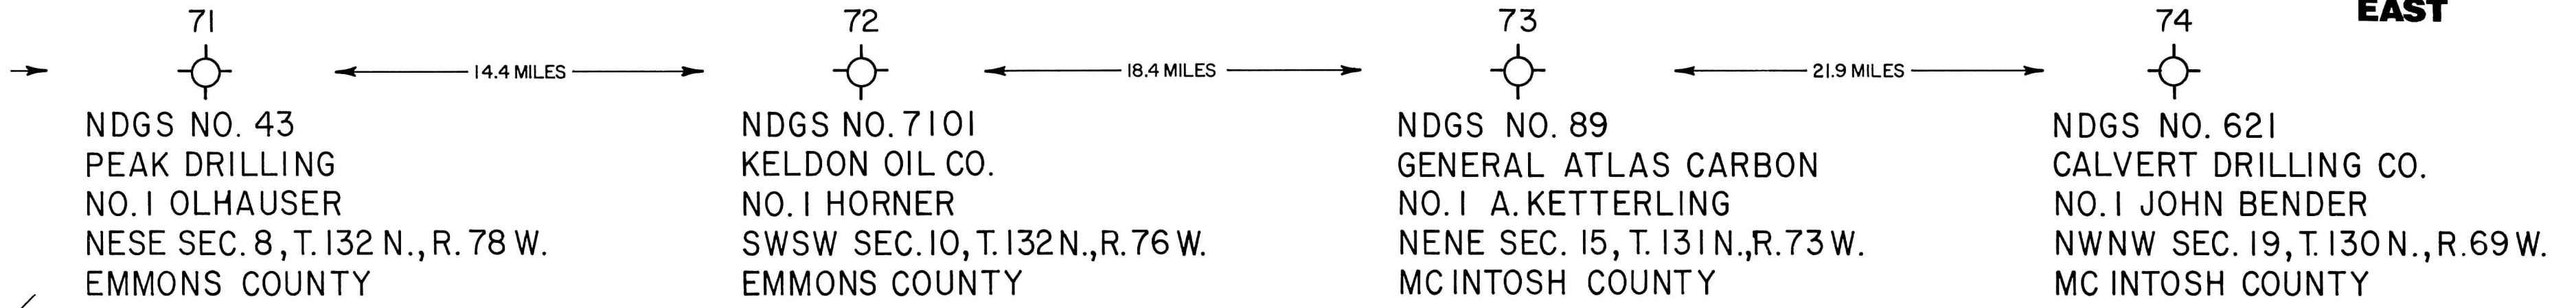 EAST
71
NDGS NO. 43
PEAK DRILLING
NO. 1 OLHAUSER
NESE SEC. 8, T. 132 N., R. 78 W.
EMMONS COUNTY
14.4 MILES
72
NDGS NO. 7101
KELDON OIL CO.
NO. 1 HORNER
SWSW SEC. 10, T. 132 N., R. 76 W.
EMMONS COUNTY
18.4 MILES
73
NDGS NO. 89
GENERAL ATLAS CARBON
NO. 1 A. KETTERLING
NENE SEC. 15, T. 131 N., R. 73 W.
MC INTOSH COUNTY
21.9 MILES
74
NDGS NO. 621
CALVERT DRILLING CO.
NO. 1 JOHN BENDER
NWNW SEC. 19, T. 130 N., R. 69 W.
MC INTOSH COUNTY